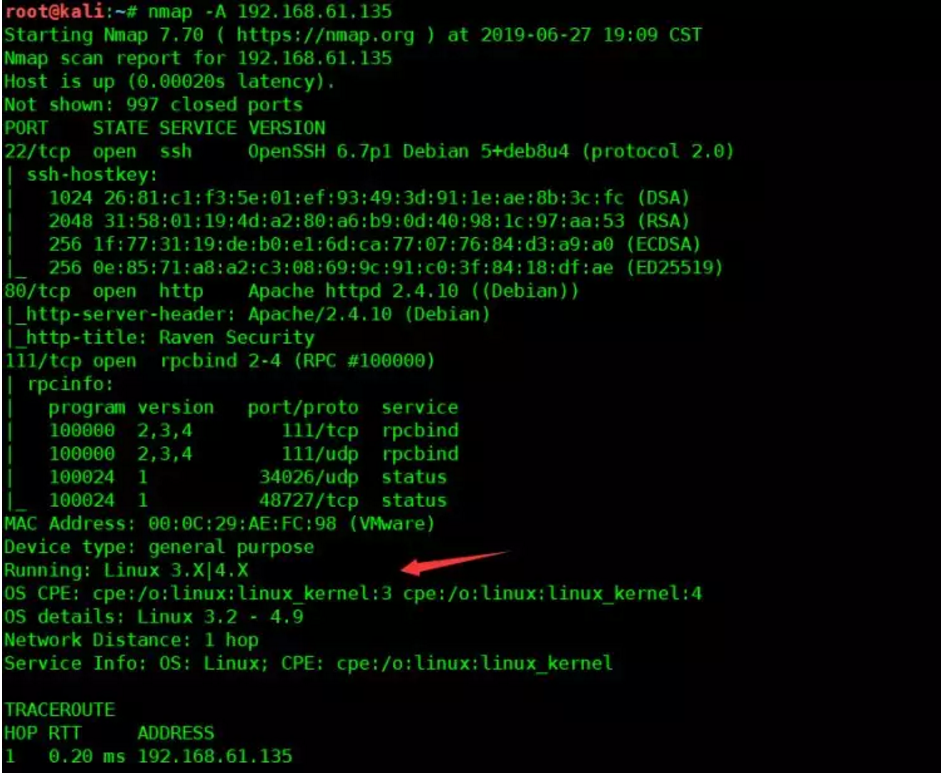 root@kali:~# nmap -A 192.168.61.135
Starting Nmap 7.70 ( https://nmap.org ) at 2019-06-27 19:09 CST
Nmap scan report for 192.168.61.135
Host is up (0.00020s latency).
Not shown: 997 closed ports
PORT    STATE SERVICE VERSION
22/tcp  open  ssh     OpenSSH 6.7p1 Debian 5+deb8u4 (protocol 2.0)
| ssh-hostkey:
|   1024 26:81:c1:f3:5e:01:ef:93:49:3d:91:1e:ae:8b:3c:fc (DSA)
|   2048 31:58:01:19:4d:a2:80:a6:b9:0d:40:98:1c:97:aa:53 (RSA)
|   256 1f:77:31:19:de:b0:e1:6d:ca:77:07:76:84:d3:a9:a0 (ECDSA)
|_  256 0e:85:71:a8:a2:c3:08:69:9c:91:c0:3f:84:18:df:ae (ED25519)
80/tcp  open  http    Apache httpd 2.4.10 ((Debian))
|_http-server-header: Apache/2.4.10 (Debian)
|_http-title: Raven Security
111/tcp open  rpcbind 2-4 (RPC #100000)
| rpcinfo:
|   program version   port/proto  service
|   100000  2,3,4        111/tcp  rpcbind
|   100000  2,3,4        111/udp  rpcbind
|   100024  1          34026/udp  status
|_  100024  1          48727/tcp  status
MAC Address: 00:0C:29:AE:FC:98 (VMware)
Device type: general purpose
Running: Linux 3.X|4.X
OS CPE: cpe:/o:linux:linux_kernel:3 cpe:/o:linux:linux_kernel:4
OS details: Linux 3.2 - 4.9
Network Distance: 1 hop
Service Info: OS: Linux; CPE: cpe:/o:linux:linux_kernel
TRACEROUTE
HOP RTT     ADDRESS
1   0.20 ms 192.168.61.135